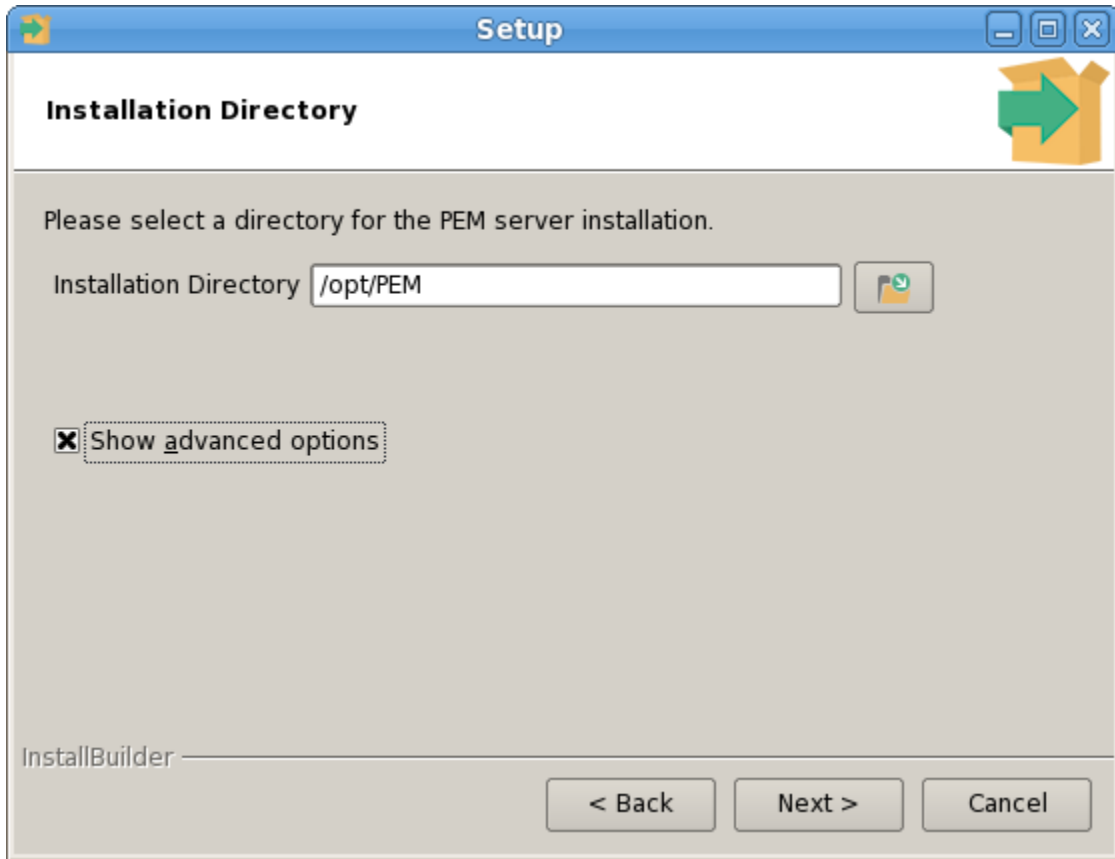 Setup
Installation Directory
Please select a directory for the PEM server installation.
Installation Directory /opt/PEM
Show advanced options
InstallBuilder
< Back Next > Cancel